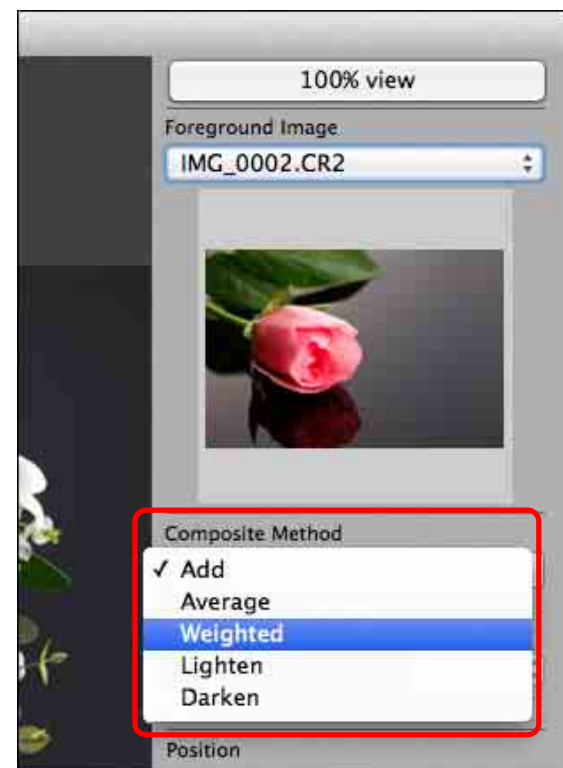 100% view
Foreground Image
IMG_0002.CR2
Composite Method
✓ Add
Average
Weighted
Lighten
Darken
Position